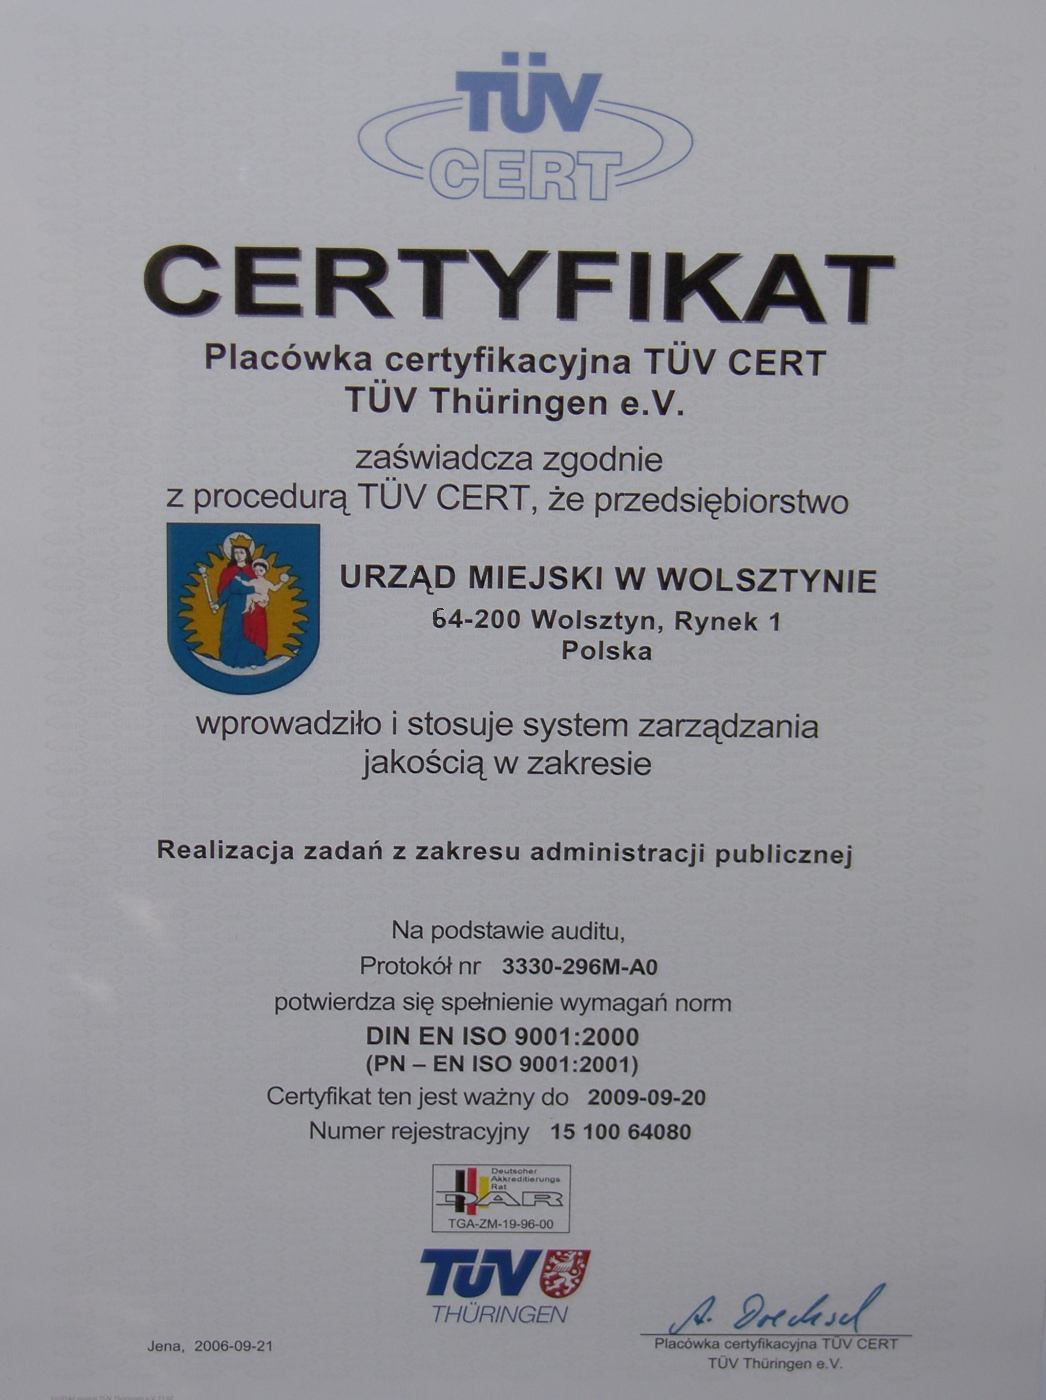 TÜV
CERT
CERTYFIKAT
Placówka certyfikacyjna TÜV CERT
TÜV Thüringen e.V.
zaświadcza zgodnie
z procedurą TÜV CERT, że przedsiębiorstwo
URZĄD MIEJSKI W WOLSZTYNIE
64-200 Wolsztyn, Rynek 1
Polska
wprowadziło i stosuje system zarządzania
jakością w zakresie
Realizacja zadań z zakresu administracji publicznej
Na podstawie auditu,
Protokół nr 3330-296M-A0
potwierdza się spełnienie wymagań norm
DIN EN ISO 9001:2000
(PN – EN ISO 9001:2001)
Certyfikat ten jest ważny do 2009-09-20
Numer rejestracyjny 15 100 64080
Deutscher
Akkreditierungs
Rat
DAR
TGA-ZM-19-96-00
TÜV
THÜRINGEN
Jena, 2006-09-21
A. Drechsel
Placówka certyfikacyjna TÜV CERT
TÜV Thüringen e.V.